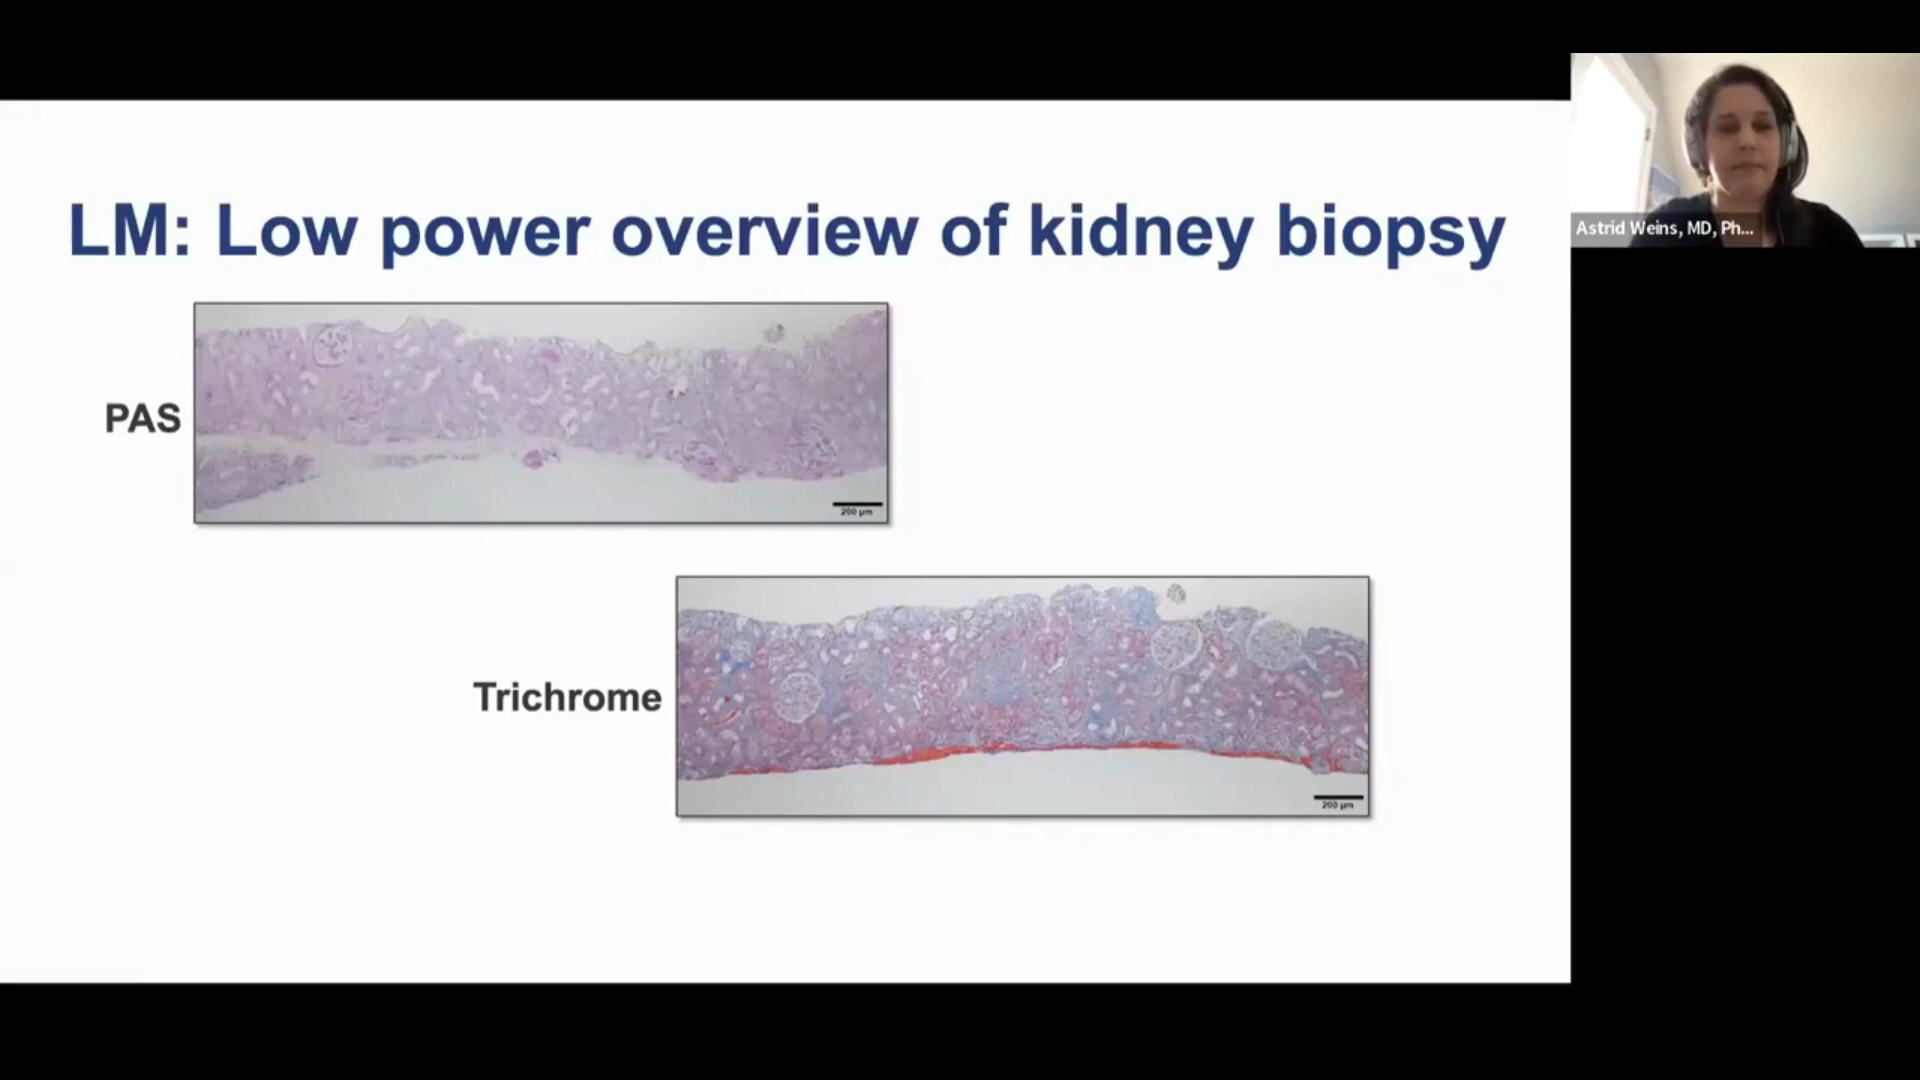 LM: Low power overview of kidney biopsy
Astrid Weins, MD, Ph...
PAS
200 µm
Trichrome
200 µm